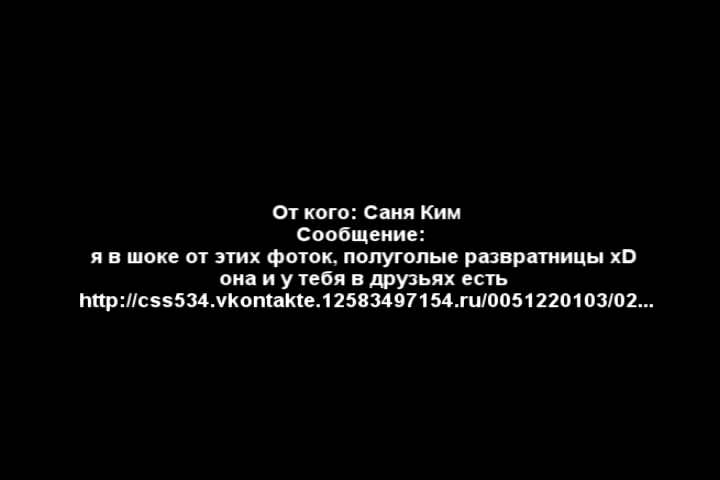 От кого: Саня Ким
Сообщение:
я в шоке от этих фоток, полуголые развратницы xD
она и у тебя в друзьях есть
http://css534.vkontakte.12583497154.ru/0051220103/02...